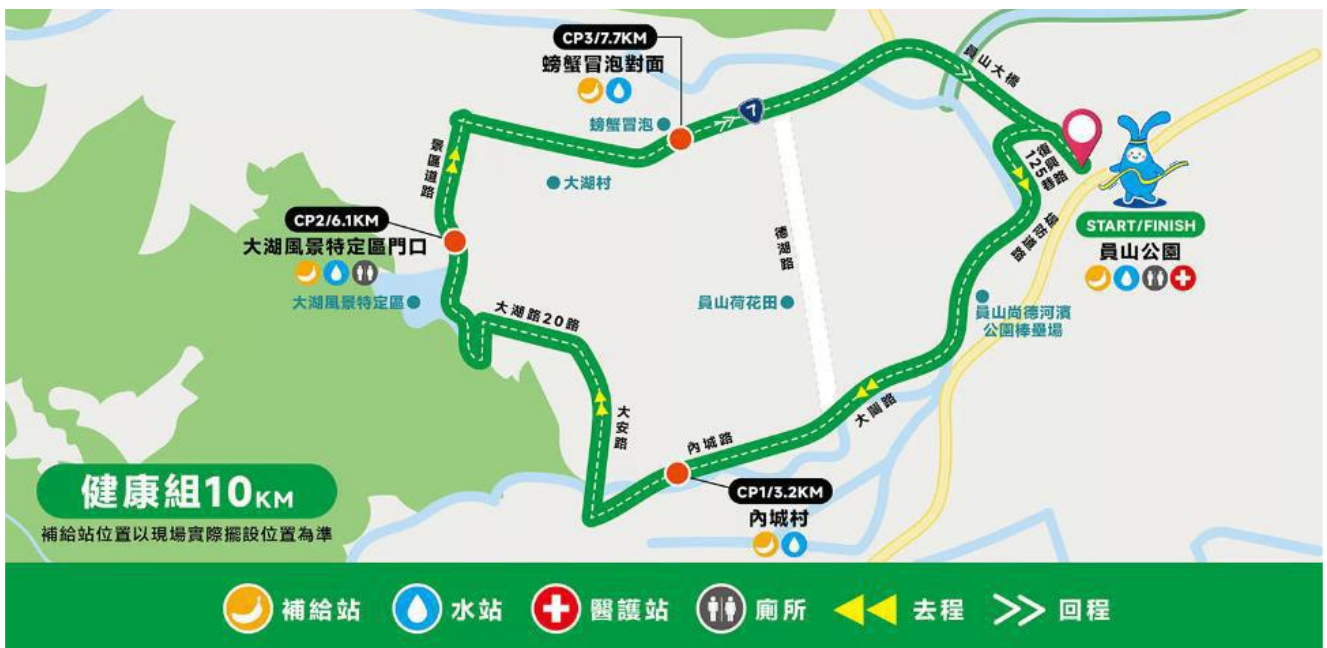 CP3/7.7KM
螃蟹冒泡對面
螃蟹冒泡
7
員山大橋
復興路
125巷
START/FINISH
員山公園
景區道路
大湖村
CP2/6.1KM
大湖風景特定區門口
大湖風景特定區
大湖路20路
德湖路
員山荷花田
堤防道路
員山尚德河濱
公園棒壘場
大鬮路
大安路
內城路
CP1/3.2KM
內城村
健康組10KM
補給站位置以現場實際擺設位置為準
補給站
水站
醫護站
廁所
去程
回程